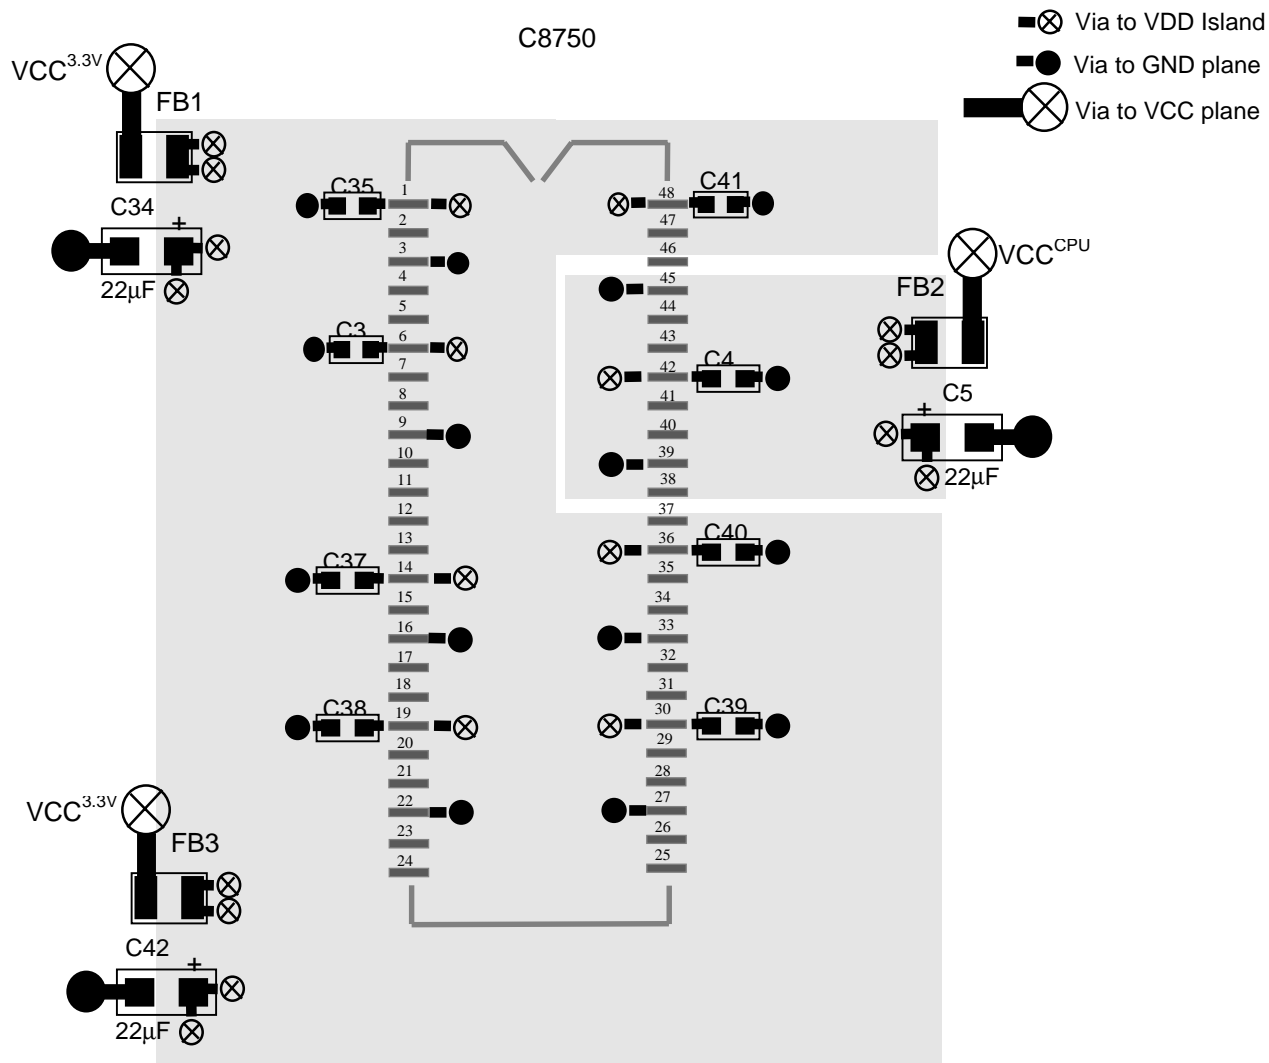 C8750
Via to VDD Island
Via to GND plane
Via to VCC plane
VCC3.3V
FB1
C34
+
22µF
C35
C3
C37
C38
1
2
3
4
5
6
7
8
9
10
11
12
13
14
15
16
17
18
19
20
21
22
23
24
48
47
46
45
44
43
42
41
40
39
38
37
36
35
34
33
32
31
30
29
28
27
26
25
C41
C4
C40
C39
VCCCPU
FB2
C5
+
22µF
VCC3.3V
FB3
C42
+
22µF